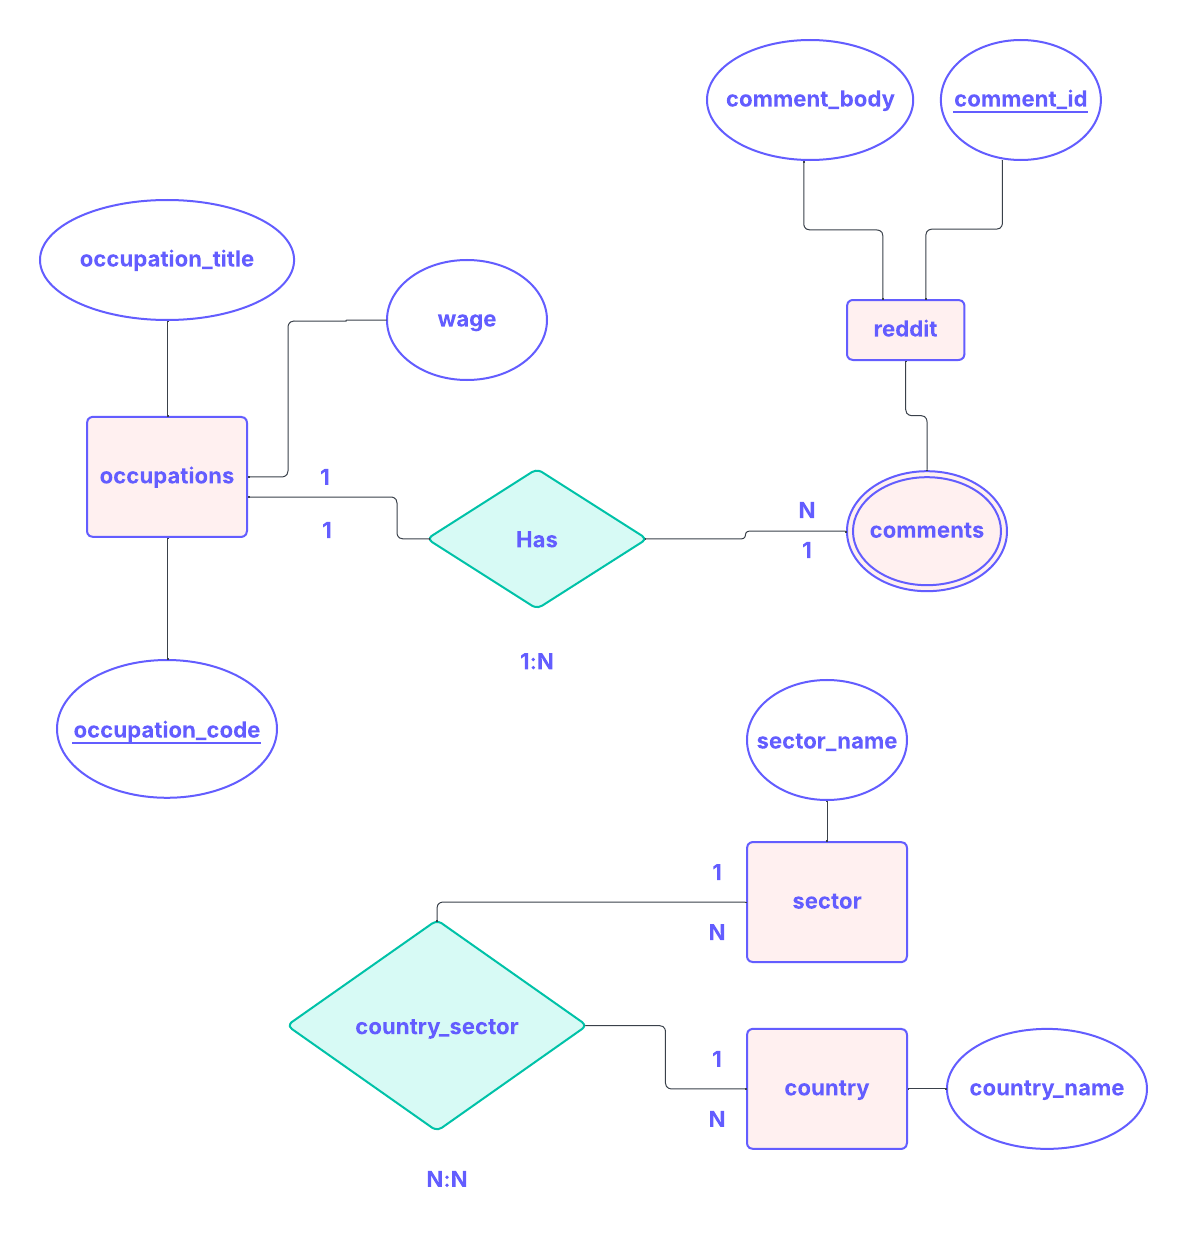 comment_body
comment_id
occupation_title
wage
reddit
occupations
1
1
Has
N
1
comments
1:N
occupation_code
sector_name
1
N
sector
country_sector
1
N
country
country_name
N:N